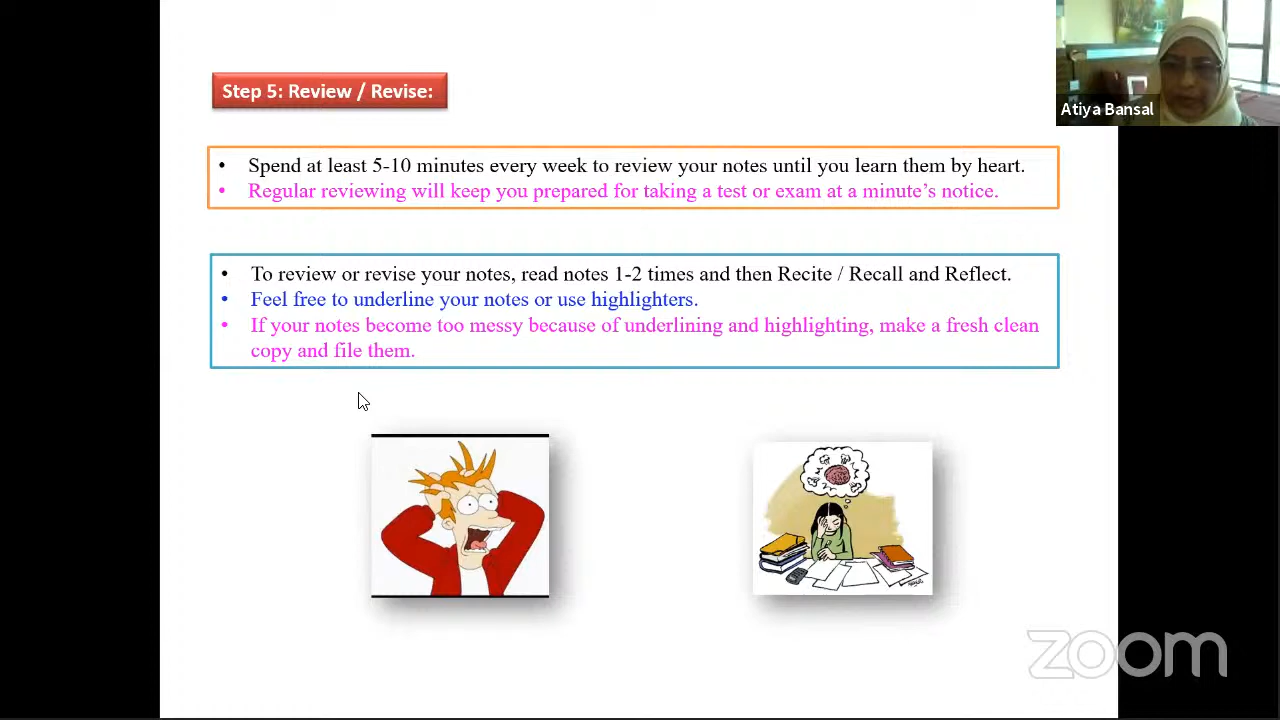 Step 5: Review / Revise:
Atiya Bansal
• Spend at least 5-10 minutes every week to review your notes until you learn them by heart.
• Regular reviewing will keep you prepared for taking a test or exam at a minute’s notice.
• To review or revise your notes, read notes 1-2 times and then Recite / Recall and Reflect.
• Feel free to underline your notes or use highlighters.
• If your notes become too messy because of underlining and highlighting, make a fresh clean
copy and file them.
zoom